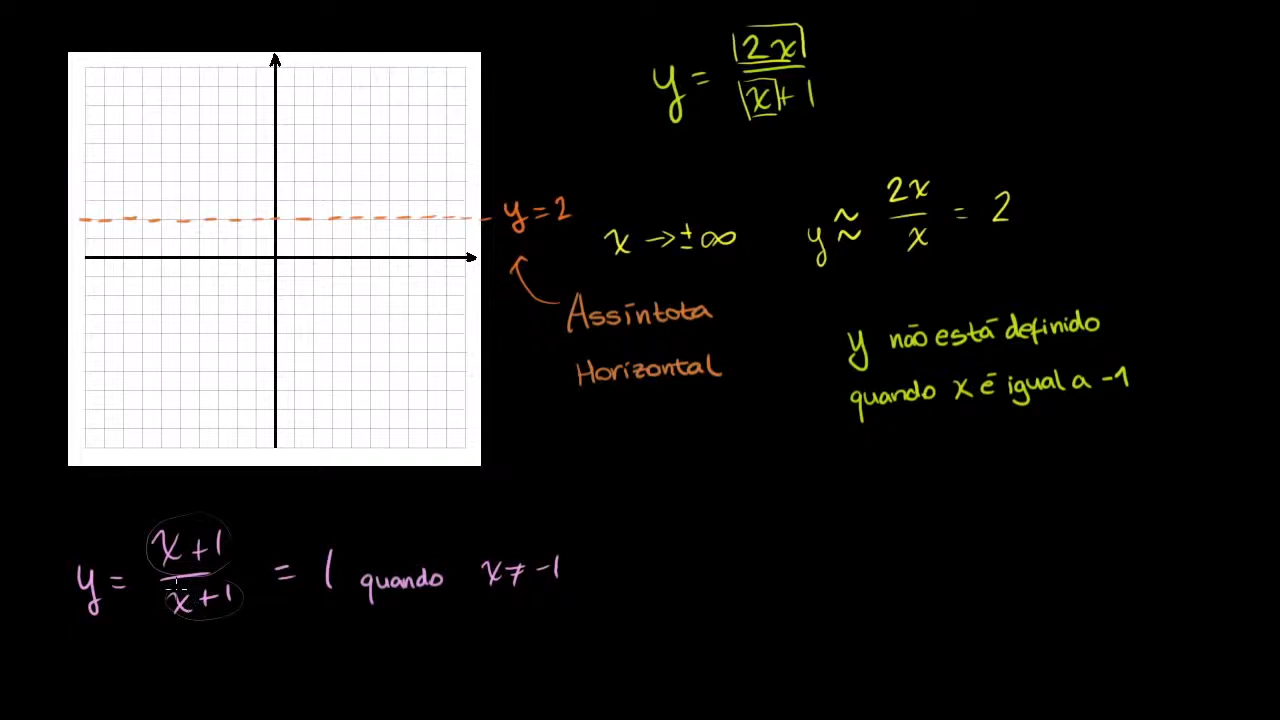 y = 2x / x + 1
y = 2
x → ± ∞
y ≈ 2x / x = 2
Assíntota
Horizontal
y não está definido
quando x é igual a -1
y = x + 1 / x + 1 = 1 quando x ≠ -1